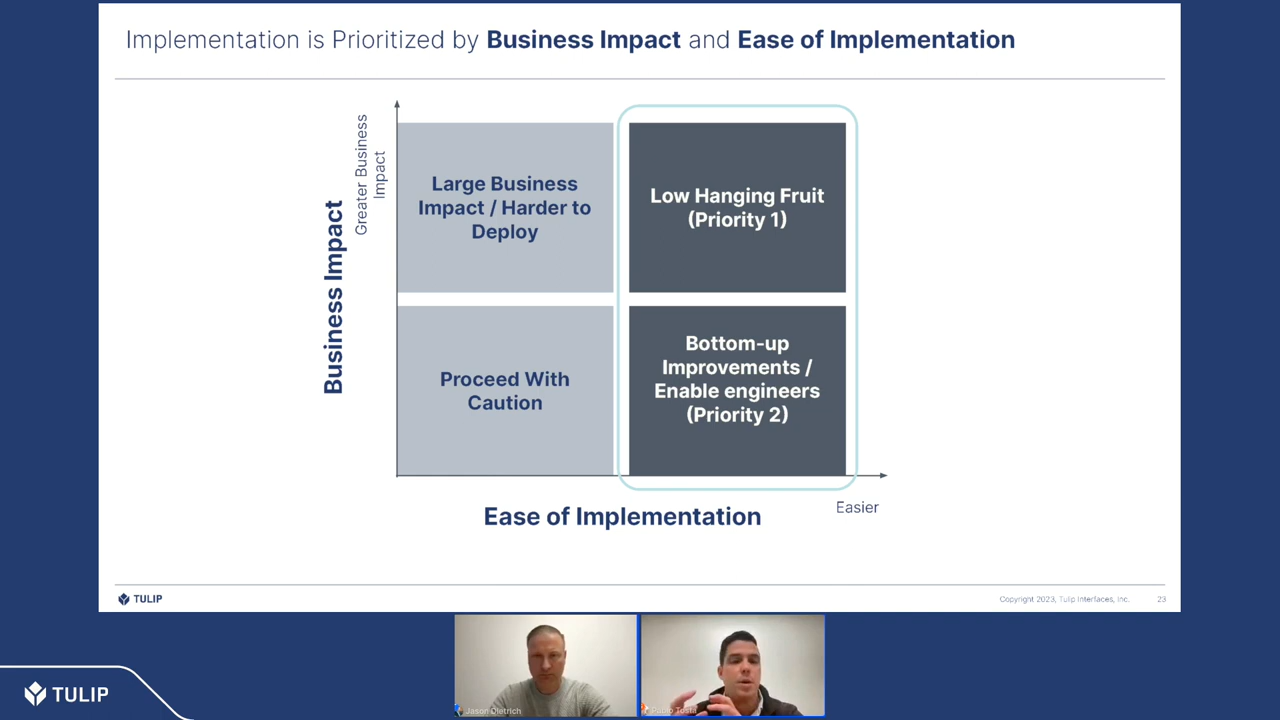 Implementation is Prioritized by Business Impact and Ease of Implementation
Business Impact
Greater Business
Impact
Large Business
Impact / Harder to
Deploy
Low Hanging Fruit
(Priority 1)
Proceed With
Caution
Bottom-up
Improvements /
Enable engineers
(Priority 2)
Easier
Ease of Implementation
TULIP
Copyright 2023, Tulip Interfaces, Inc.
23
Jason Dietrich
TULIP